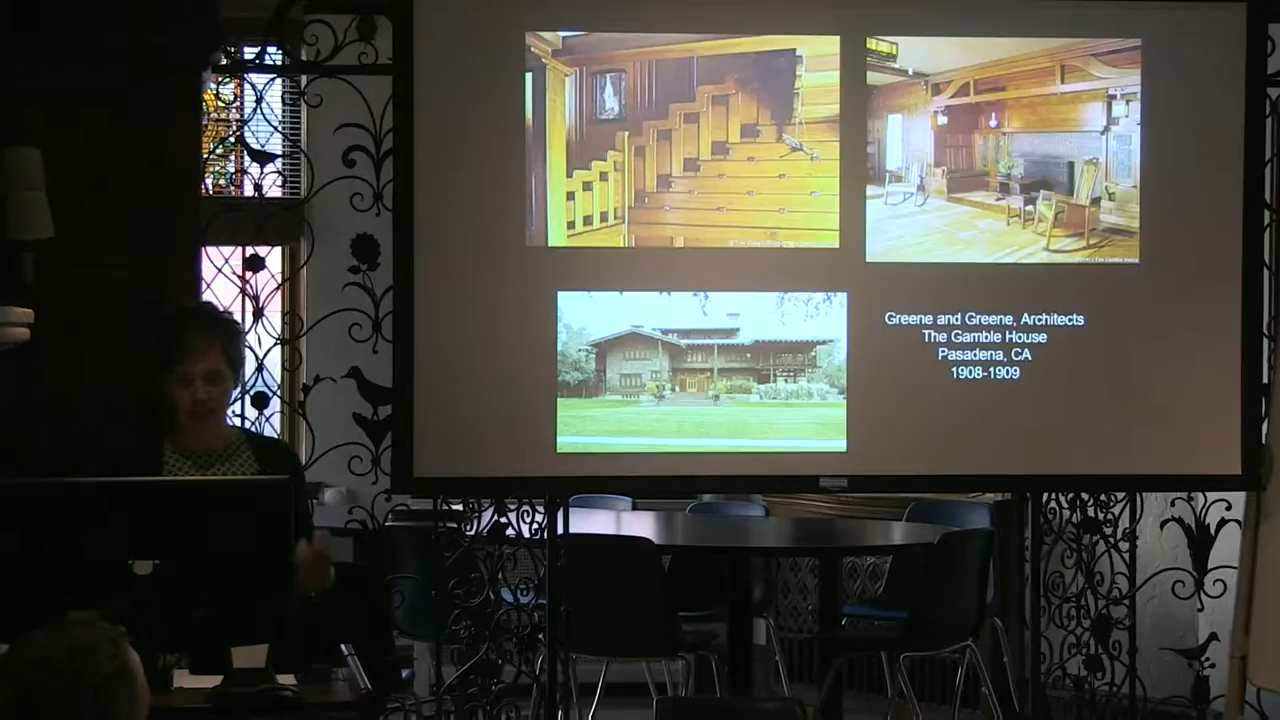 Greene and Greene, Architects
The Gamble House
Pasadena, CA
1908-1909